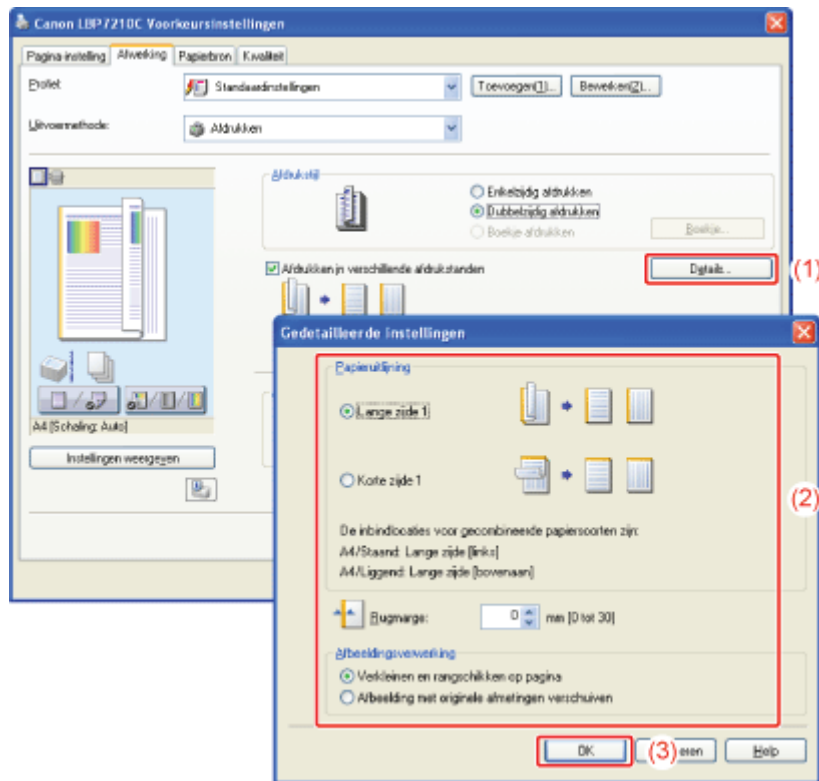 Canon LBP7210C Voorkeursinstellingen
Pagina-instelling Afwerking Papierbron Kwaliteit
Profiel: Standaardinstellingen Toevoegen(1)... Bewerken(2)...
Uitvoermethode: Afdrukken
Afdrukstijl
Enkelzijdig afdrukken
Dubbelzijdig afdrukken
Boekje afdrukken Boekje...
Afdrukken in verschillende afdrukstanden Details... (1)
A4 [Schaling: Auto]
Instellingen weergeven
Gedetailleerde instellingen
Papieruitlijning
Lange zijde 1
Korte zijde 1
(2)
De inbindlocaties voor gecombineerde papiersoorten zijn:
A4/Staand: Lange zijde [links]
A4/Liggend: Lange zijde [bovenaan]
Rugmarge: 0 mm [0 tot 30]
Afbeeldingsverwerking
Verkleinen en rangschikken op pagina
Afbeelding met originele afmetingen verschuiven
OK (3) eren Help